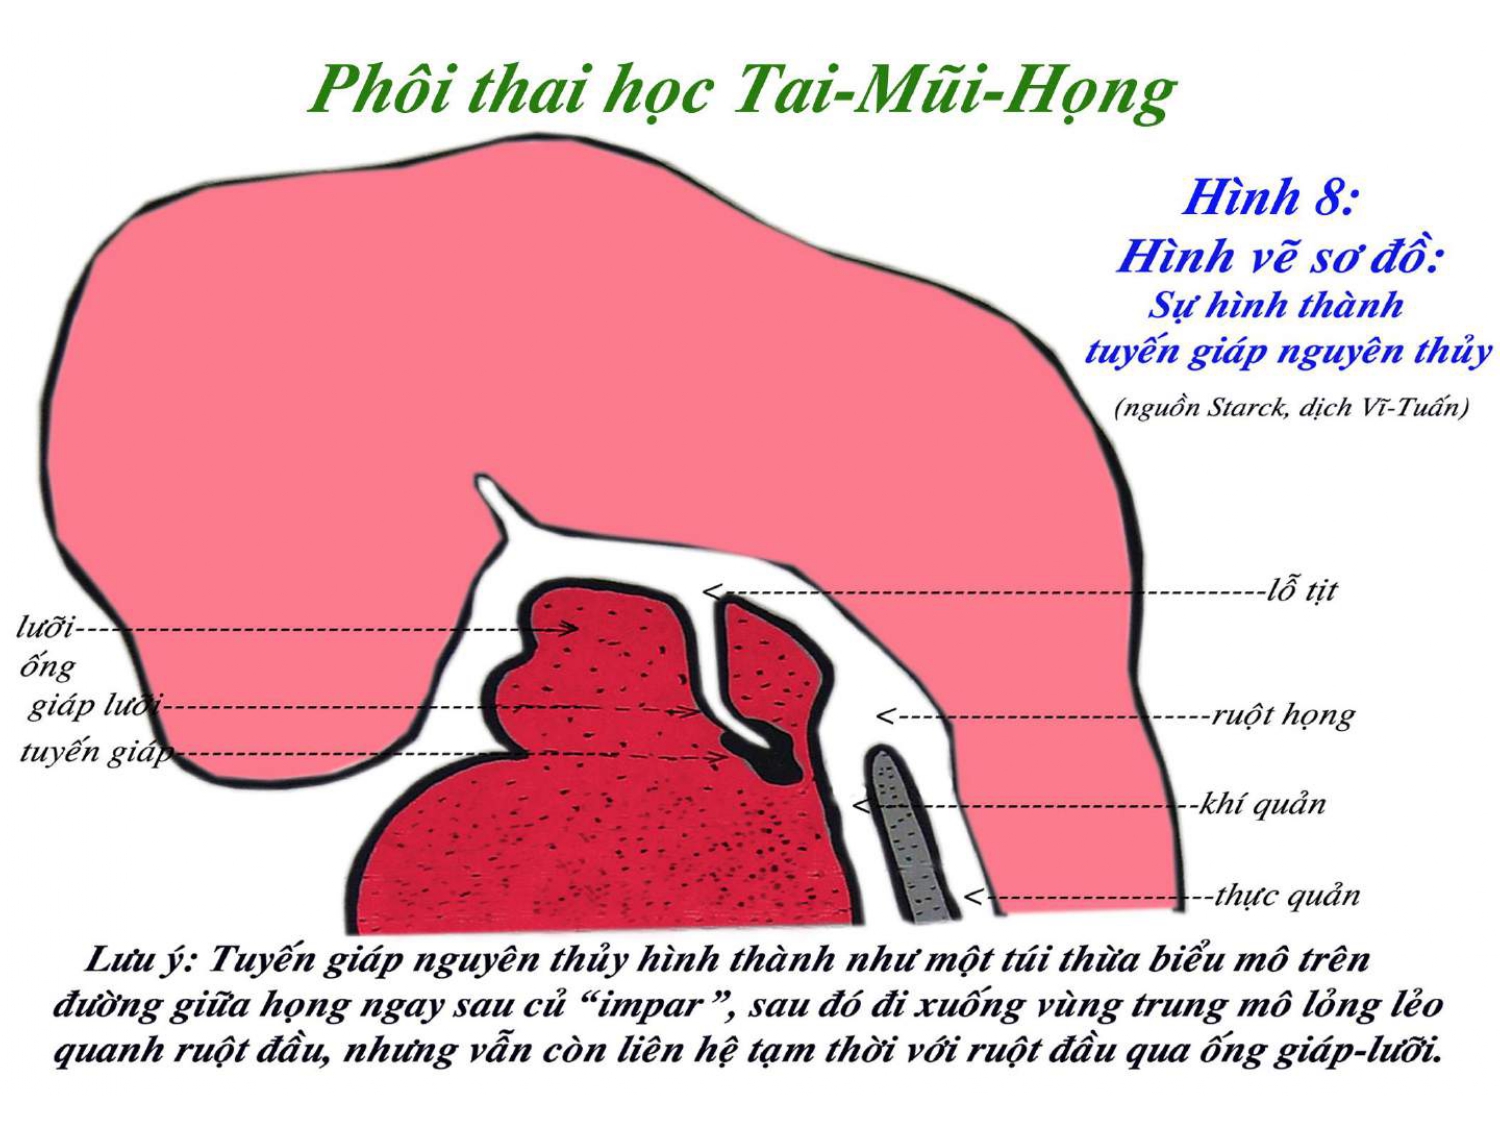 Phôi thai học Tai-Mũi-Họng
Hình 8:
Hình vẽ sơ đồ:
Sự hình thành
tuyến giáp nguyên thủy
(nguồn Starck, dịch Vĩ-Tuấn)
lỗ tịt
lưỡi
ống
giáp lưỡi
tuyến giáp
ruột họng
khí quản
thực quản
Lưu ý: Tuyến giáp nguyên thủy hình thành như một túi thừa biểu mô trên
đường giữa họng ngay sau củ “impar”, sau đó đi xuống vùng trung mô lỏng lẻo
quanh ruột đầu, nhưng vẫn còn liên hệ tạm thời với ruột đầu qua ống giáp-lưỡi.